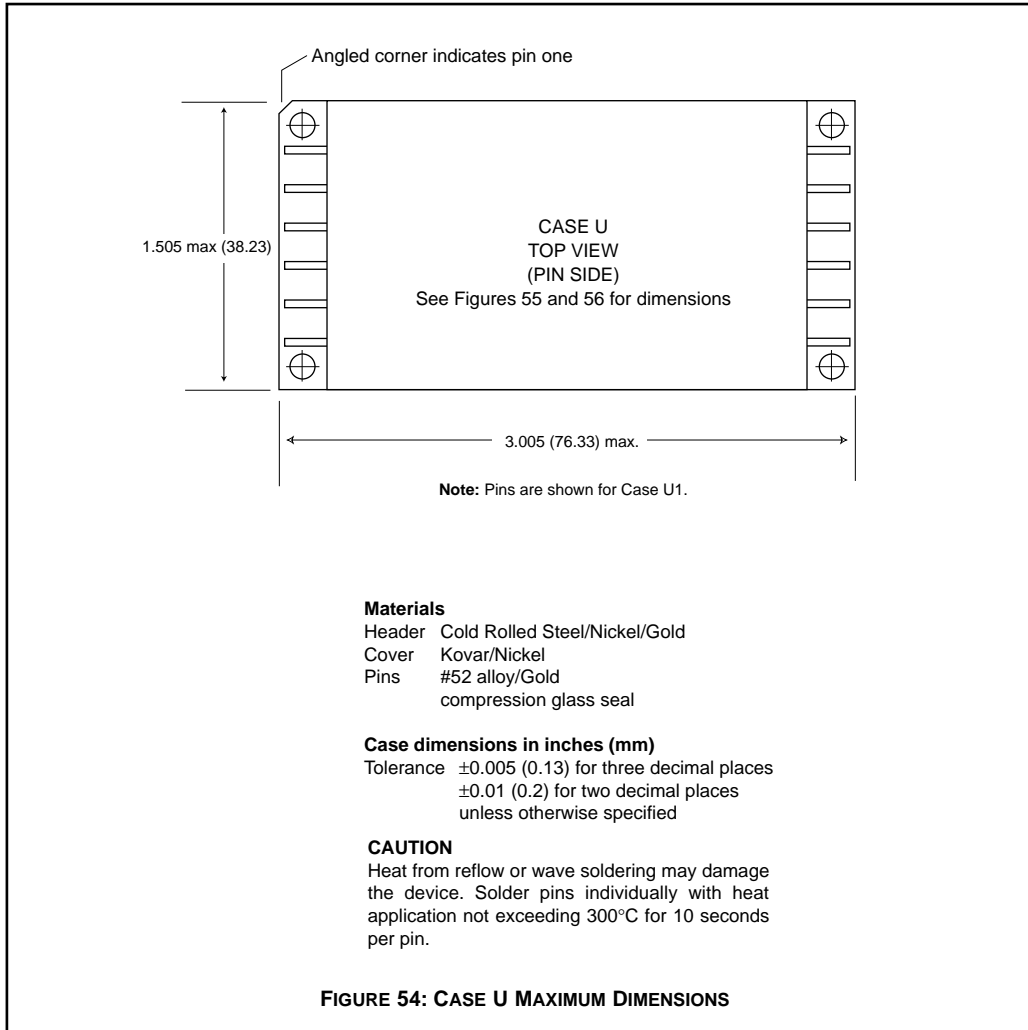 Angled corner indicates pin one
1.505 max (38.23)
CASE U
TOP VIEW
(PIN SIDE)
See Figures 55 and 56 for dimensions
3.005 (76.33) max.
Note: Pins are shown for Case U1.
Materials
Header Cold Rolled Steel/Nickel/Gold
Cover Kovar/Nickel
Pins #52 alloy/Gold
compression glass seal
Case dimensions in inches (mm)
Tolerance ±0.005 (0.13) for three decimal places
±0.01 (0.2) for two decimal places
unless otherwise specified
CAUTION
Heat from reflow or wave soldering may damage
the device. Solder pins individually with heat
application not exceeding 300°C for 10 seconds
per pin.
FIGURE 54: CASE U MAXIMUM DIMENSIONS